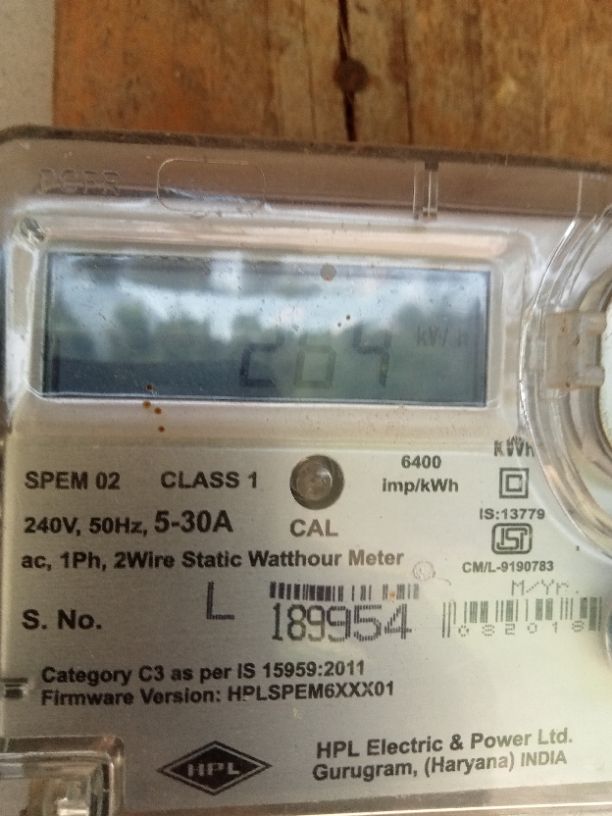 264 kWh
kWh
SPEM 02 CLASS 1
6400
imp/kWh
240V, 50Hz, 5-30A
CAL
IS:13779
ISI
ac, 1Ph, 2Wire Static Watthour Meter
CM/L-9190783
M/Yr.
S. No. L 189954
082018
Category C3 as per IS 15959:2011
Firmware Version: HPLSPEM6XXX01
HPL
HPL Electric & Power Ltd.
Gurugram, (Haryana) INDIA